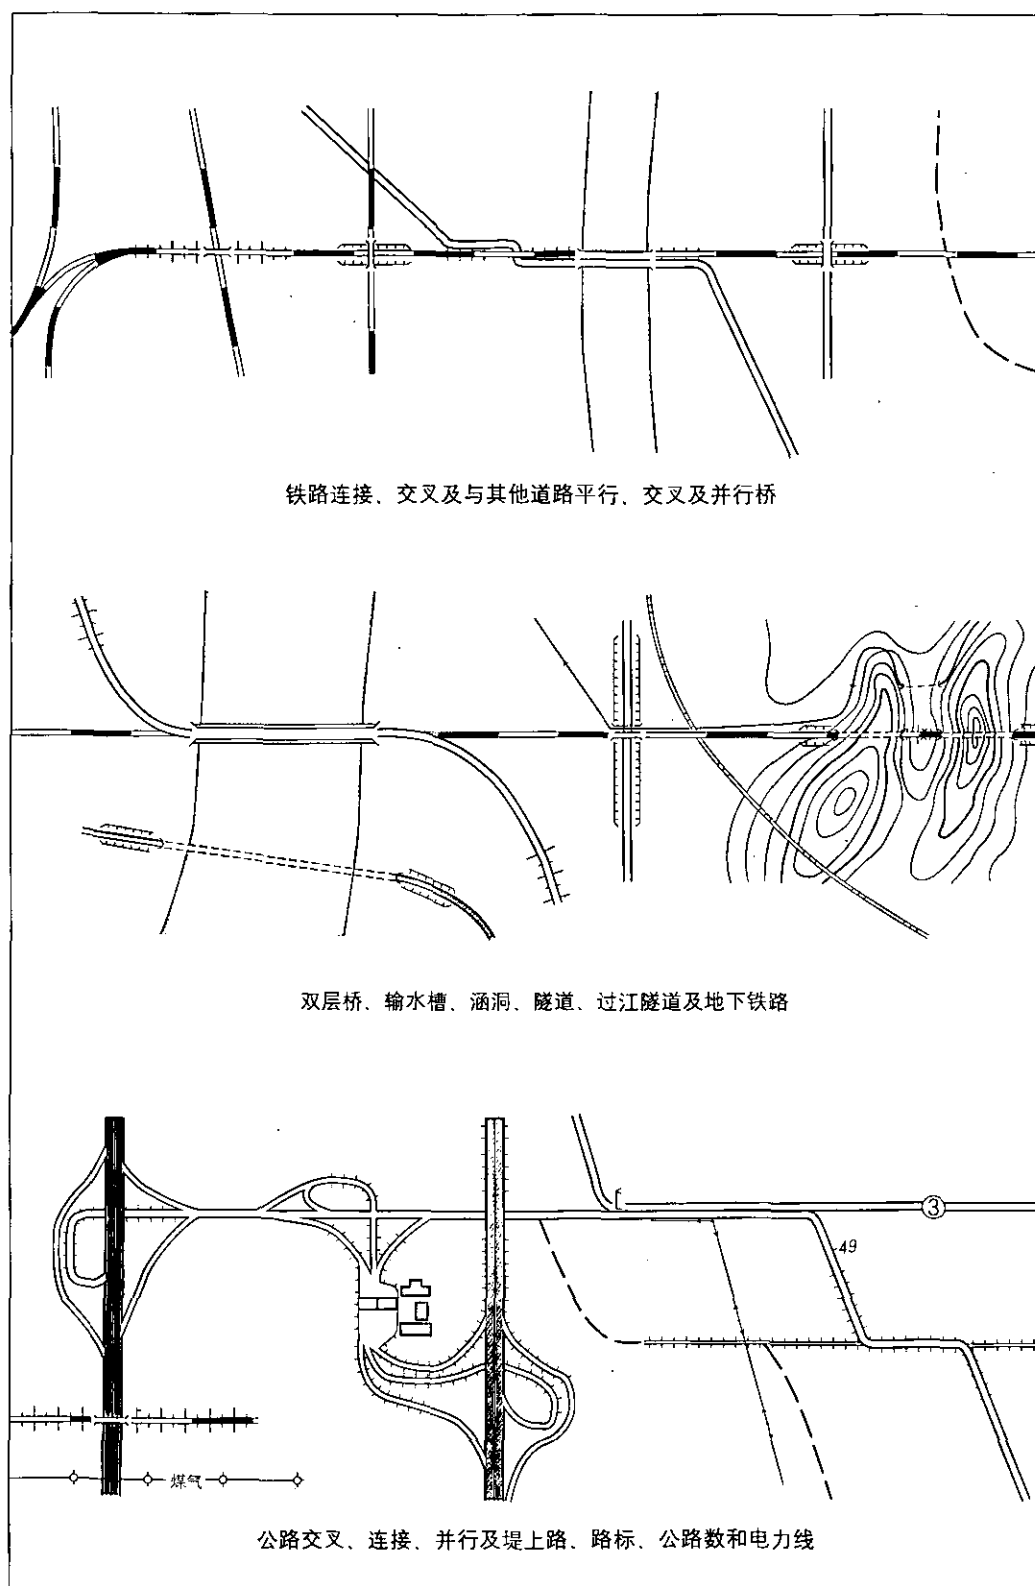 铁路连接、交叉及与其他道路平行、交叉及并行桥
双层桥、输水槽、涵洞、隧道、过江隧道及地下铁路
③
49
煤气
公路交叉、连接、并行及堤上路、路标、公路数和电力线